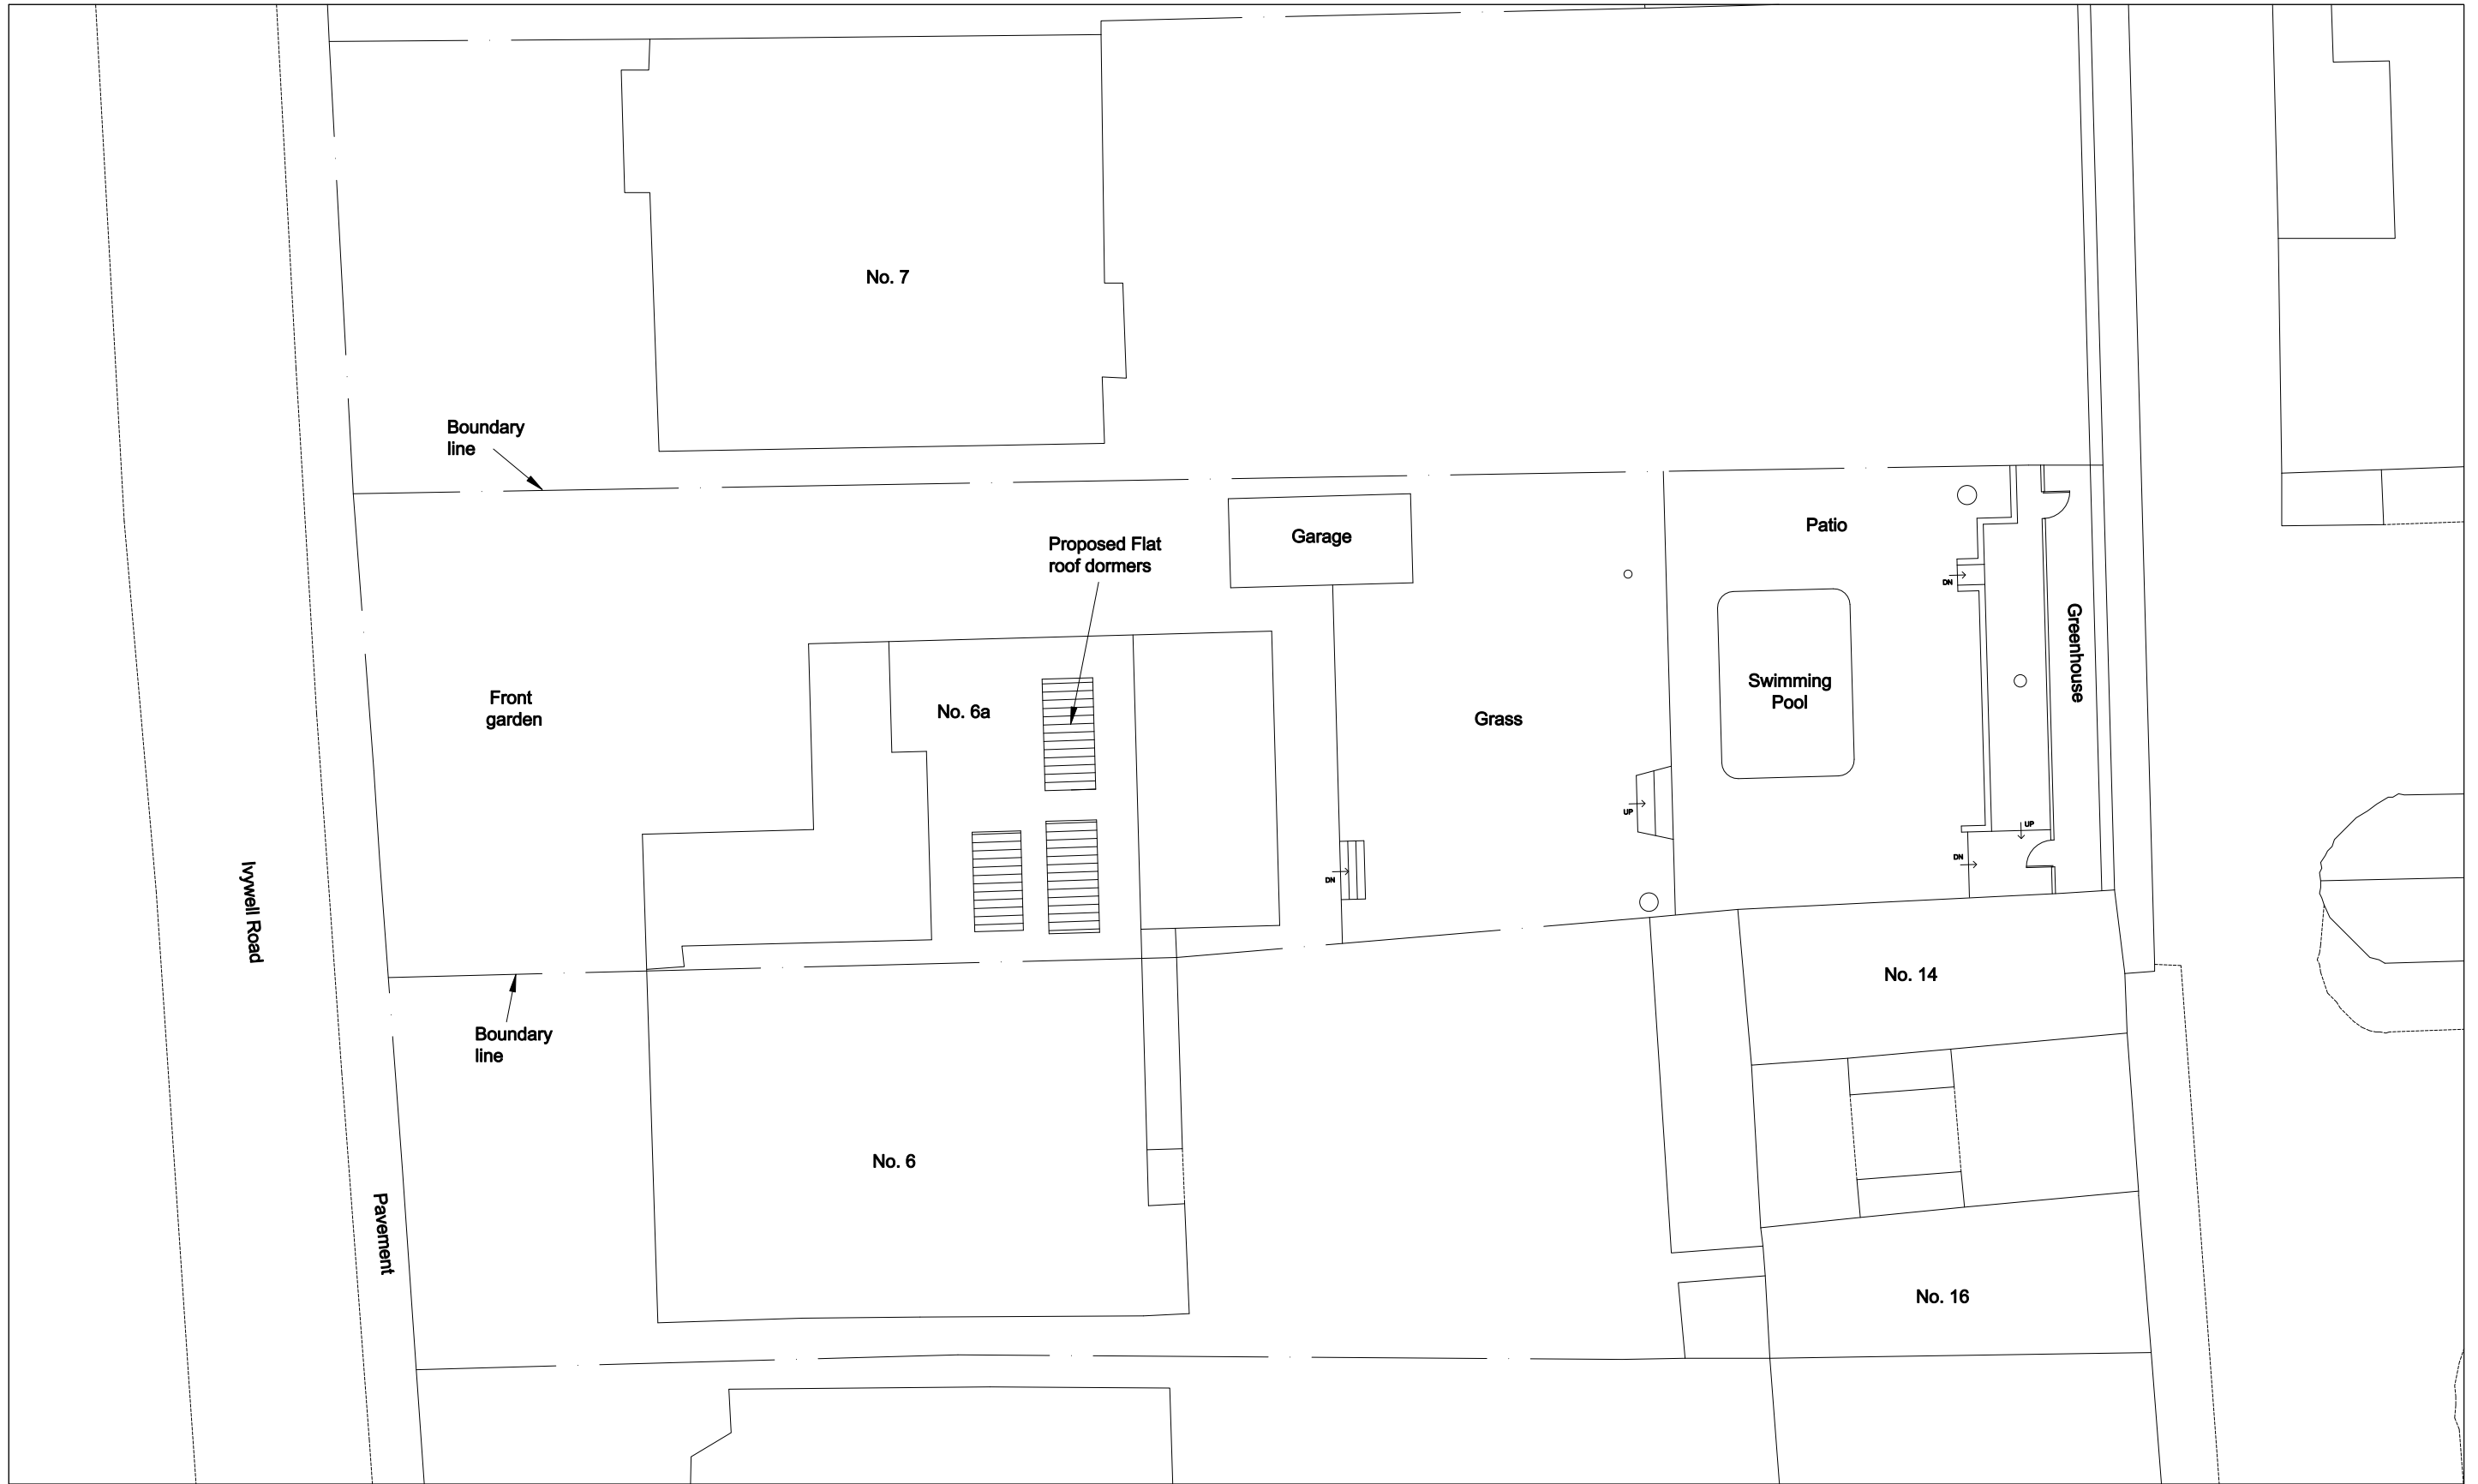 No. 7
Boundary
line
Patio
Garage
Proposed Flat
roof dormers
DN
Greenhouse
Swimming
Pool
Front
garden
No. 6a
Grass
UP
UP
DN
DN
Ivywell Road
No. 14
Boundary
line
No. 6
Pavement
No. 16